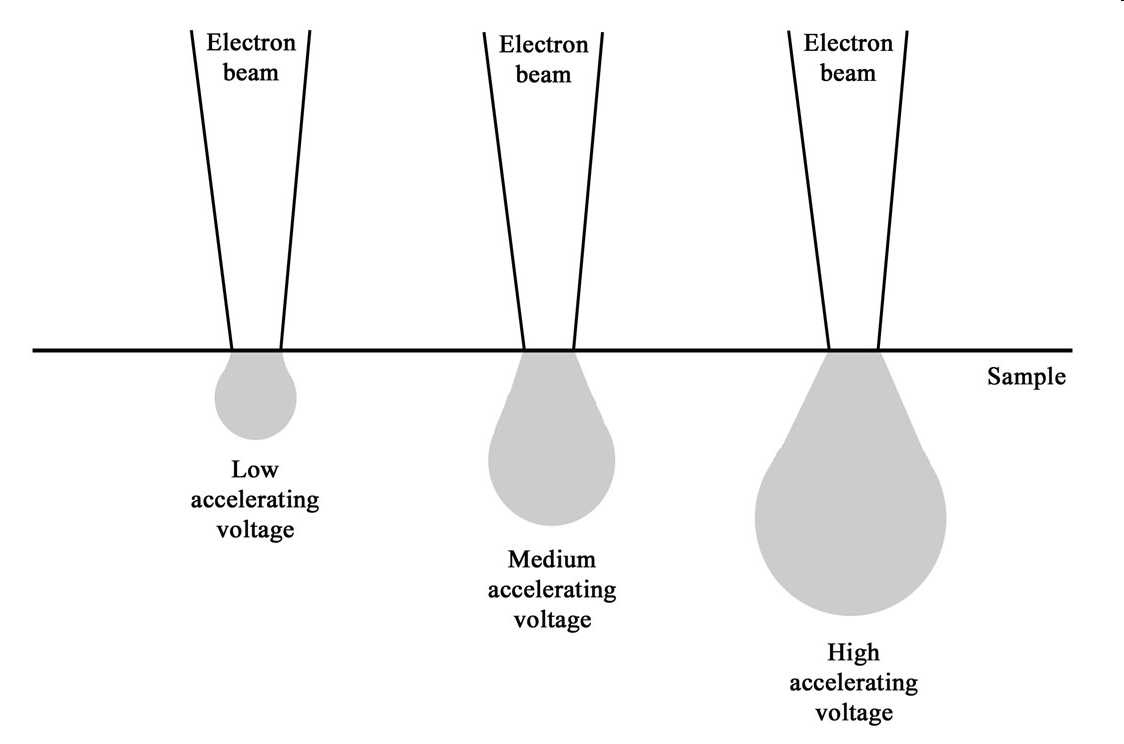 Electron
beam
Electron
beam
Electron
beam
Sample
Low
accelerating
voltage
Medium
accelerating
voltage
High
accelerating
voltage